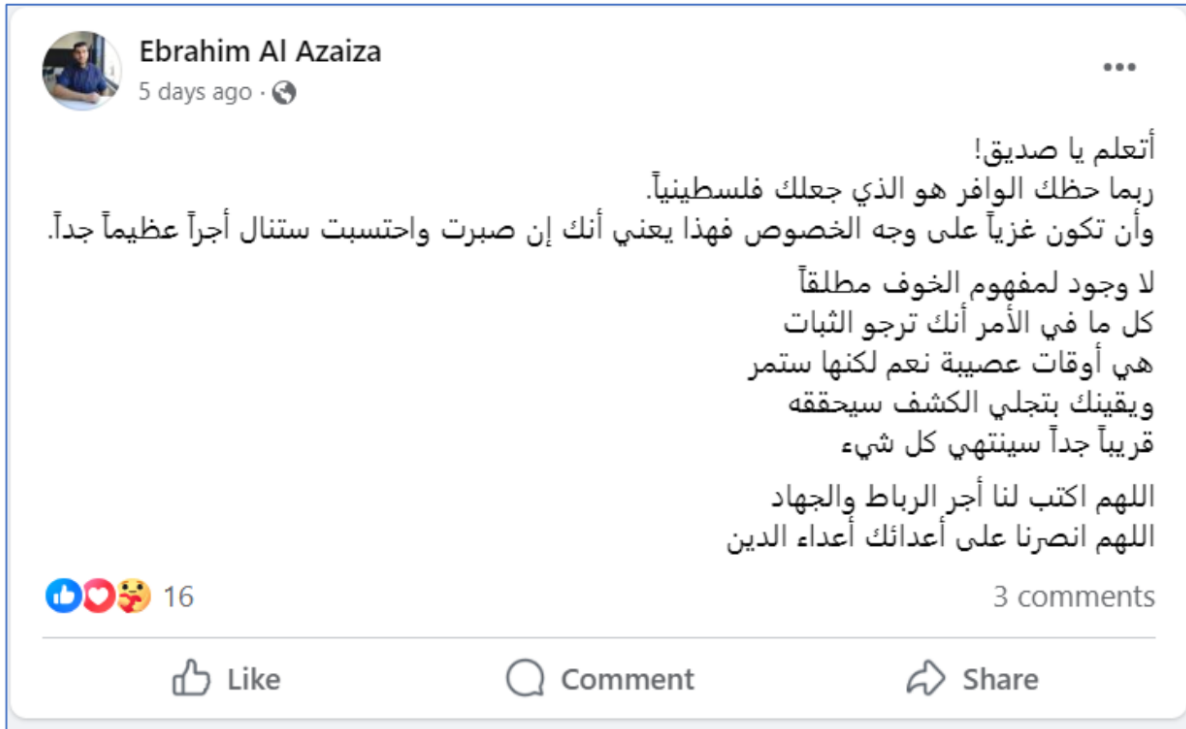 Ebrahim Al Azaiza
5 days ago ·
أتعلم يا صديق!
ربما حظك الوافر هو الذي جعلك فلسطينياً.
وأن تكون غزياً على وجه الخصوص فهذا يعني أنك إن صبرت واحتسبت ستنال أجراً عظيماً جداً.
لا وجود لمفهوم الخوف مطلقاً
كل ما في الأمر أنك ترجو الثبات
هي أوقات عصيبة نعم لكنها ستمر
ويقينك بتجلي الكشف سيحققه
قريباً جداً سينتهي كل شيء
اللهم اكتب لنا أجر الرباط والجهاد
اللهم انصرنا على أعدائك أعداء الدين
16 3 comments
Like Comment Share